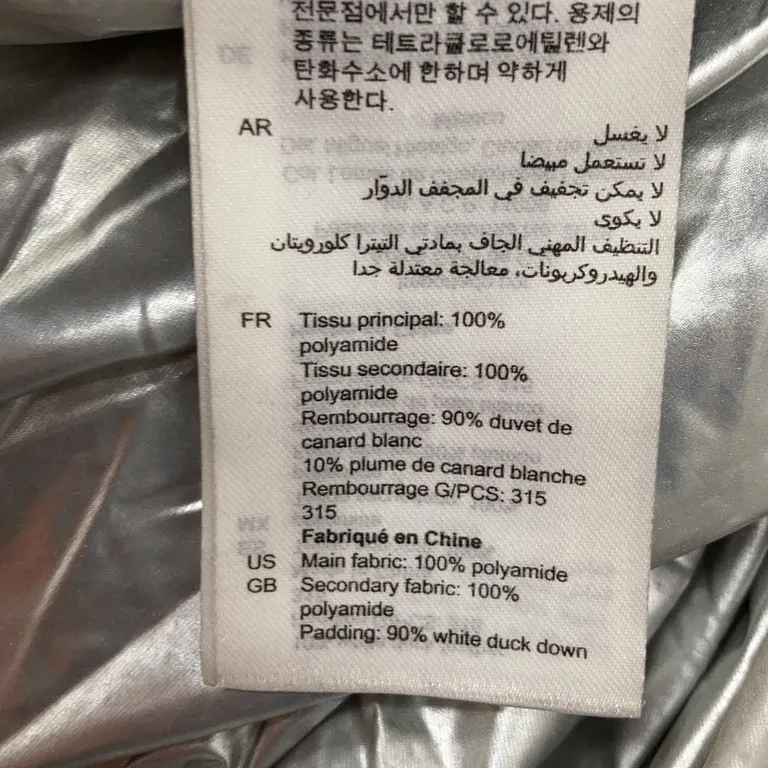 전문점에서만 할 수 있다. 용제의
종류는 테트라클로로에틸렌와
탄화수소에 한하며 약하게
사용한다.
AR
لا يغسل
لا تستعمل مبيضا
لا يمكن تجفيف في المجفف الدوّار
لا يكوى
التنظيف المهني الجاف بمادتي التيترا كلورويتان
والهيدروكربونات، معالجة معتدلة جدا
FR Tissu principal: 100%
polyamide
Tissu secondaire: 100%
polyamide
Rembourrage: 90% duvet de
canard blanc
10% plume de canard blanche
Rembourrage G/PCS: 315
315
Fabriqué en Chine
US Main fabric: 100% polyamide
GB Secondary fabric: 100%
polyamide
Padding: 90% white duck down